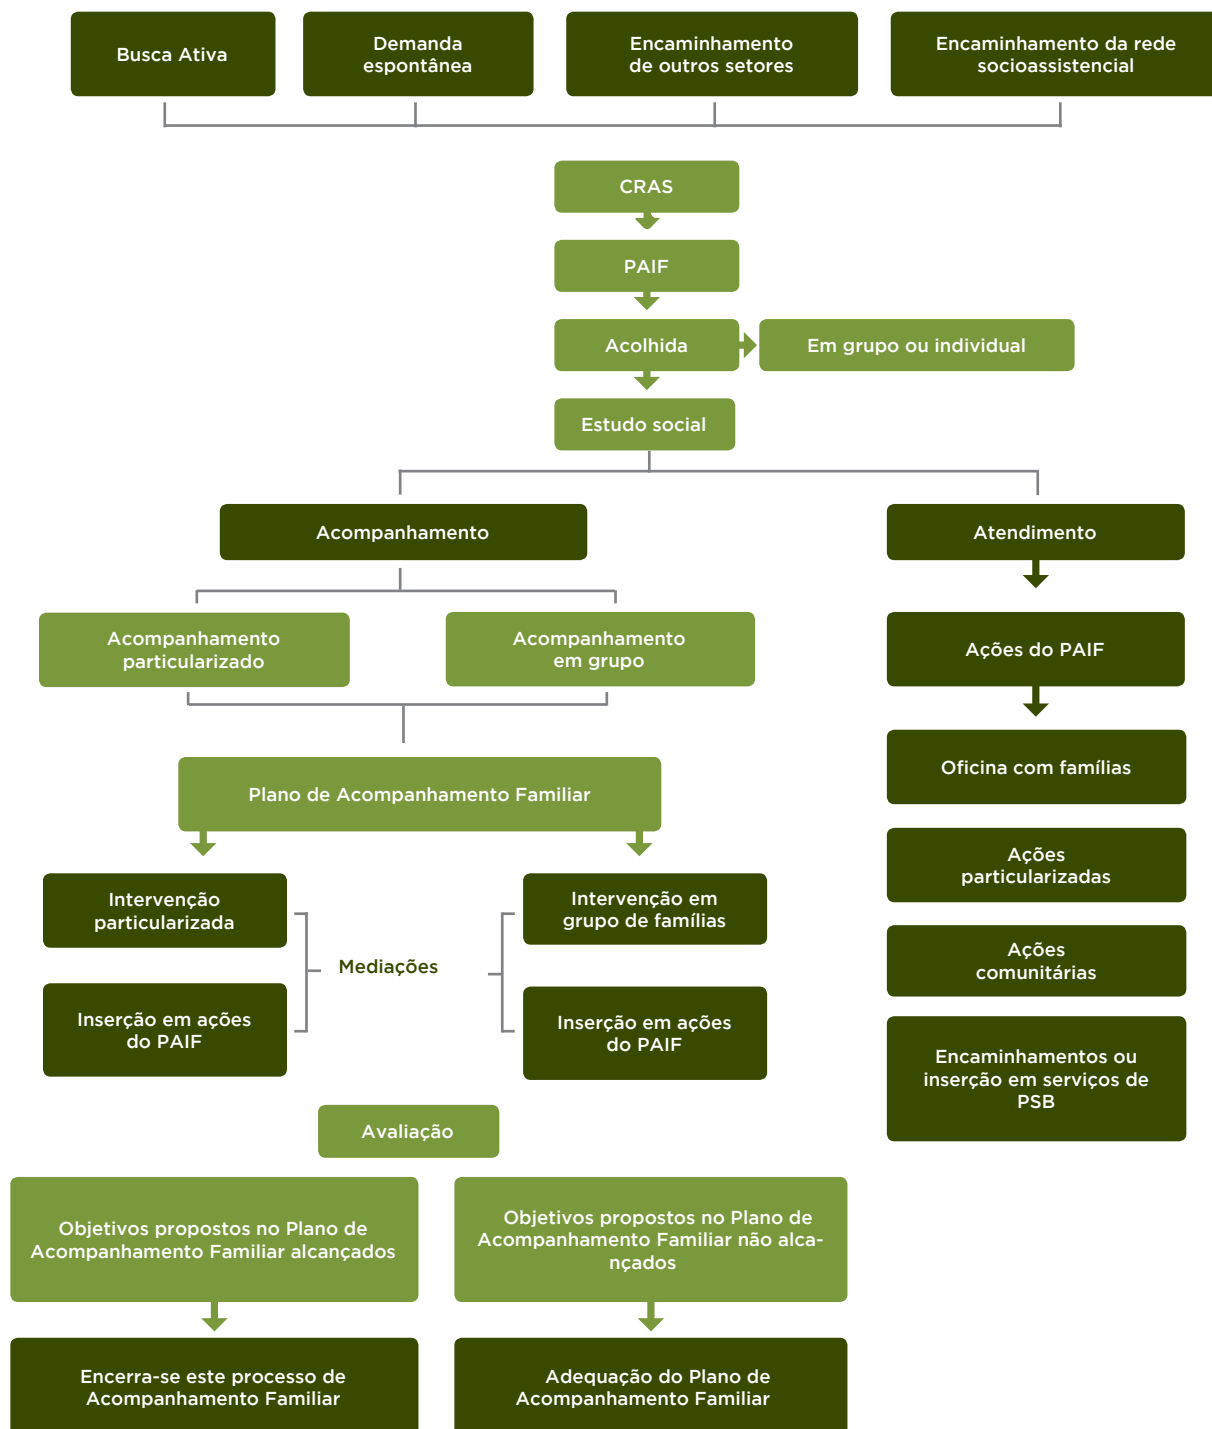 Busca Ativa
Demanda
espontânea
Encaminhamento
de outros setores
Encaminhamento da rede
socioassistencial
CRAS
PAIF
Acolhida
Em grupo ou individual
Estudo social
Acompanhamento
Atendimento
Acompanhamento
particularizado
Acompanhamento
em grupo
Ações do PAIF
Plano de Acompanhamento Familiar
Oficina com famílias
Ações
particularizadas
Intervenção
particularizada
Intervenção em
grupo de famílias
Mediações
Ações
comunitárias
Inserção em ações
do PAIF
Inserção em ações
do PAIF
Encaminhamentos ou
inserção em serviços de
PSB
Avaliação
Objetivos propostos no Plano de
Acompanhamento Familiar alcançados
Objetivos propostos no Plano de
Acompanhamento Familiar não alca-
nçados
Encerra-se este processo de
Acompanhamento Familiar
Adequação do Plano de
Acompanhamento Familiar